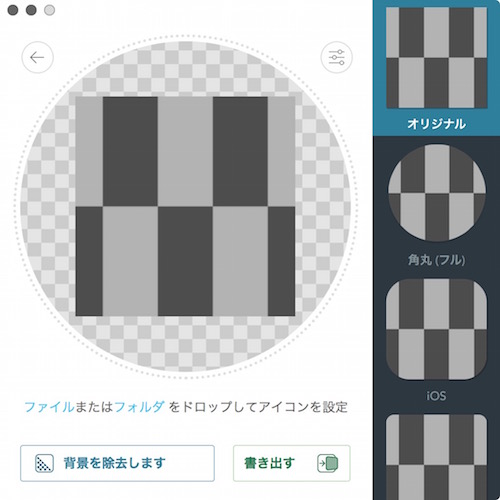 オリジナル
角丸 (フル)
iOS
ファイルまたはフォルダ をドロップしてアイコンを設定
背景を除去します
書き出す